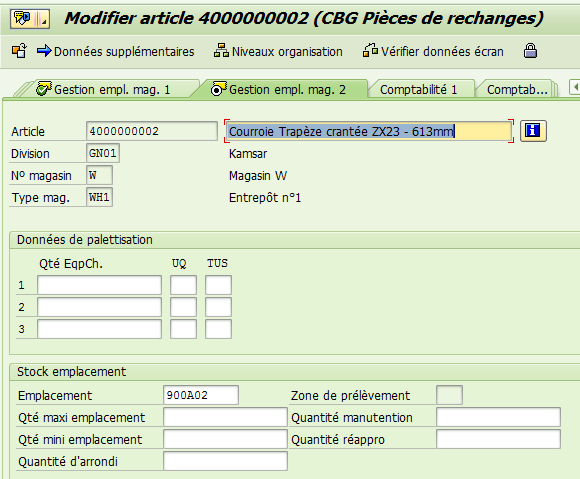 Modifier article 4000000002 (CBG Pièces de rechanges)
Données supplémentaires Niveaux organisation Vérifier données écran
Gestion empl. mag. 1 Gestion empl. mag. 2 Comptabilité 1 Comptab...
Article 4000000002 Courroie Trapèze crantée ZX23 - 613mm
Division GN01 Kamsar
Nº magasin W Magasin W
Type mag. WH1 Entrepôt n°1
Données de palettisation
Qté EqpCh. UQ TUS
1
2
3
Stock emplacement
Emplacement 900A02 Zone de prélèvement
Qté maxi emplacement Quantité manutention
Qté mini emplacement Quantité réappro
Quantité d'arrondi